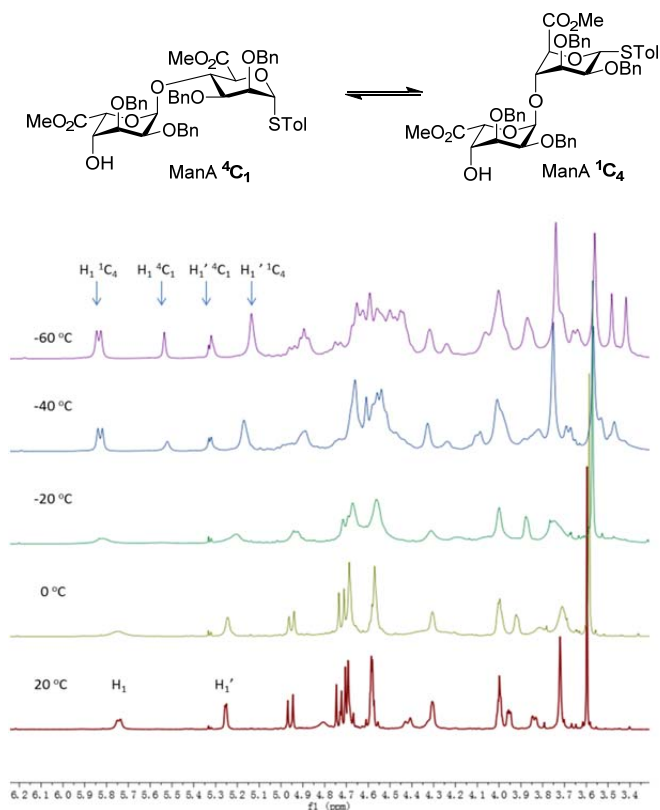 CO₂Me
OBn
STol
O
OBn
MeO₂C
OBn
O
O
BnO
STol
OBn
O
MeO₂C
OBn
OH
ManA ⁴C₁
O
OBn
O
MeO₂C
OBn
OH
ManA ¹C₄
H₁ ¹C₄
H₁ ⁴C₁
H₁′ ⁴C₁
H₁′ ¹C₄
-60 °C
-40 °C
-20 °C
0 °C
20 °C
H₁
H₁′
6.2 6.1 6.0 5.9 5.8 5.7 5.6 5.5 5.4 5.3 5.2 5.1 5.0 4.9 4.8 4.7 4.6 4.5 4.4 4.3 4.2 4.1 4.0 3.9 3.8 3.7 3.6 3.5 3.4
f1 (ppm)